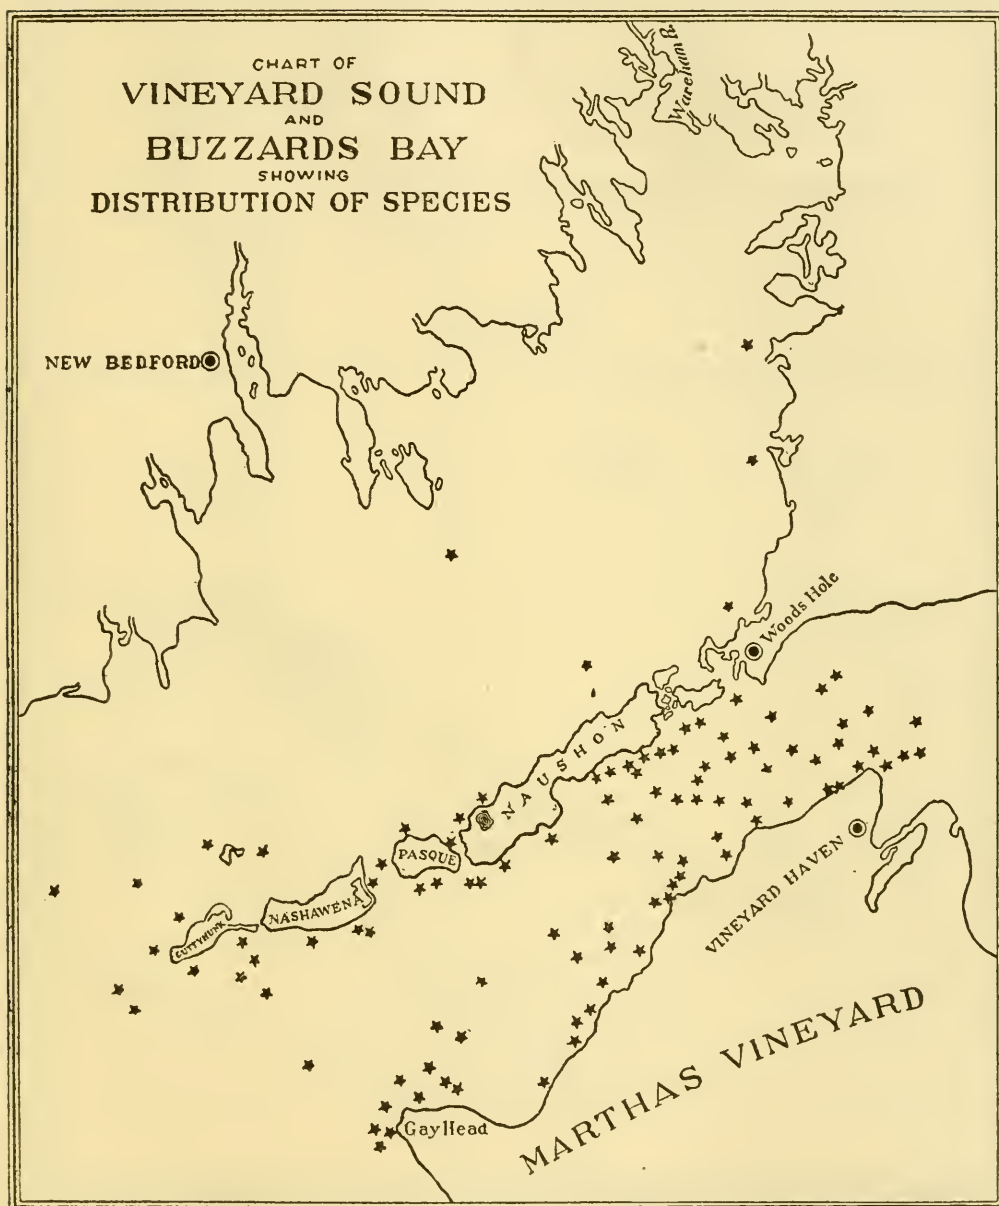 CHART OF
VINEYARD SOUND
AND
BUZZARDS BAY
SHOWING
DISTRIBUTION OF SPECIES
Wareham R.
NEW BEDFORD
Woods Hole
NAUSHON
PASQUE
NASHAWENA
CUTTYHUNK
VINEYARD HAVEN
MARTHAS VINEYARD
Gay Head